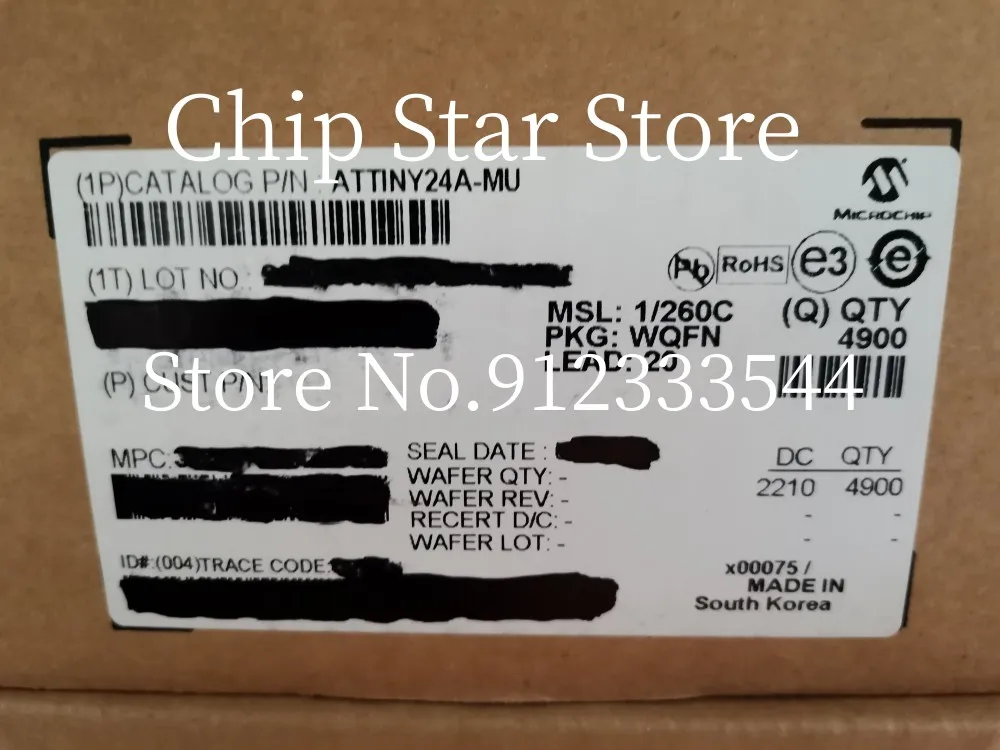 Chip Star Store
(1P)CATALOG P/N : ATTINY24A-MU
MICROCHIP
(1T) LOT NO.:
Pb RoHS e3 e
MSL: 1/260C
PKG: WQFN
LEAD: 20
(Q) QTY
4900
(P) CUST P/N
Store No.912333544
MPC:
SEAL DATE :
WAFER QTY: -
WAFER REV: -
RECERT D/C: -
WAFER LOT: -
DC QTY
2210 4900
- -
- -
ID#:(004)TRACE CODE:
x00075 /
MADE IN
South Korea